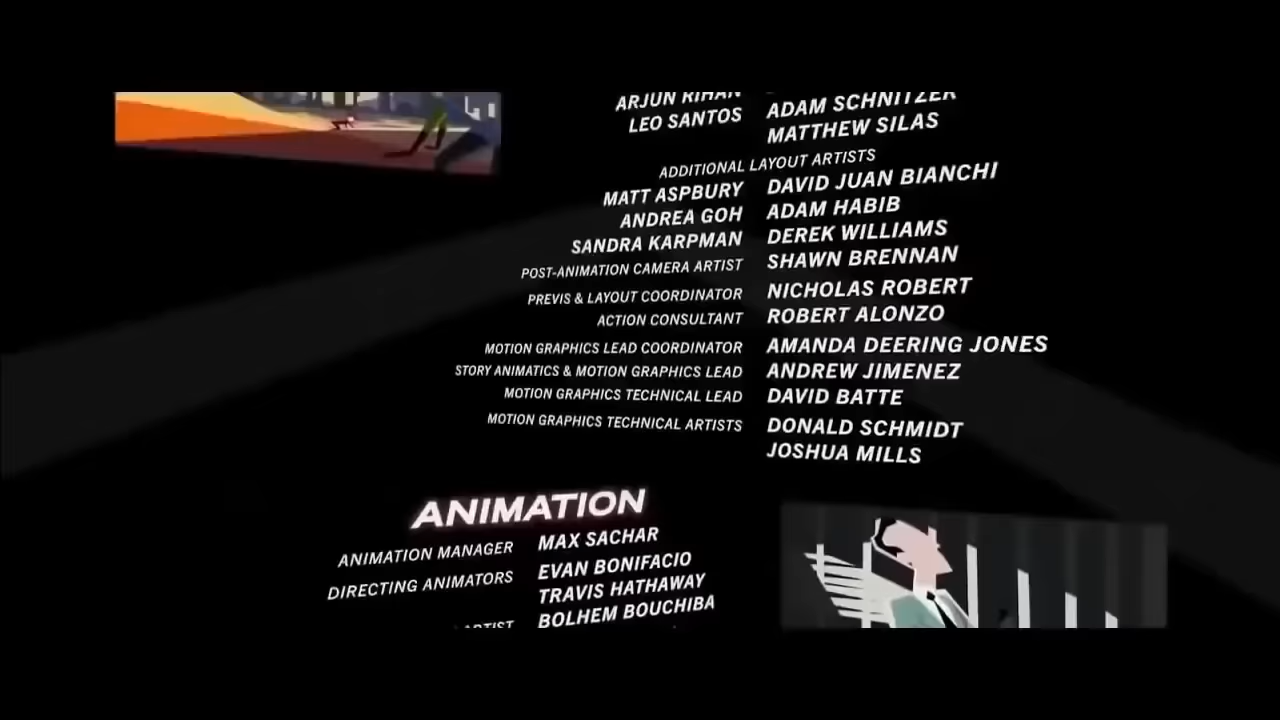 ARJUN RIHAN
LEO SANTOS
ADAM SCHNITZER
MATTHEW SILAS
ADDITIONAL LAYOUT ARTISTS
MATT ASPBURY DAVID JUAN BIANCHI
ANDREA GOH ADAM HABIB
SANDRA KARPMAN DEREK WILLIAMS
POST-ANIMATION CAMERA ARTIST SHAWN BRENNAN
PREVIS & LAYOUT COORDINATOR NICHOLAS ROBERT
ACTION CONSULTANT ROBERT ALONZO
MOTION GRAPHICS LEAD COORDINATOR AMANDA DEERING JONES
STORY ANIMATICS & MOTION GRAPHICS LEAD ANDREW JIMENEZ
MOTION GRAPHICS TECHNICAL LEAD DAVID BATTE
MOTION GRAPHICS TECHNICAL ARTISTS DONALD SCHMIDT
JOSHUA MILLS
ANIMATION
ANIMATION MANAGER MAX SACHAR
DIRECTING ANIMATORS EVAN BONIFACIO
TRAVIS HATHAWAY
ARTIST BOLHEM BOUCHIBA